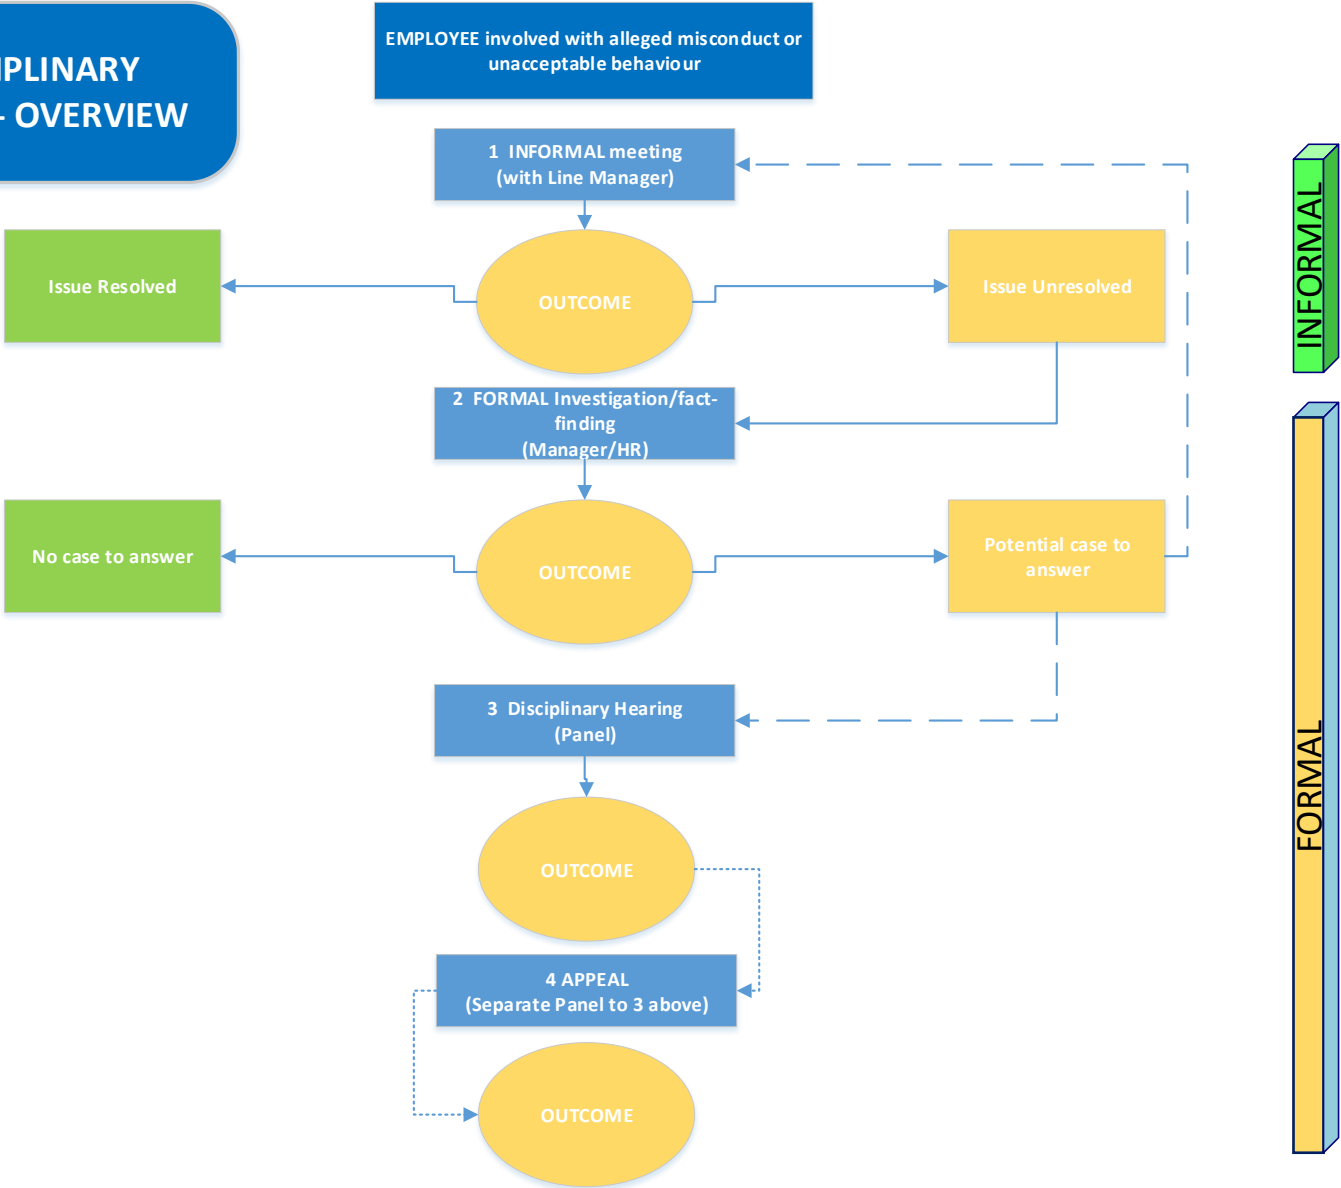 IPLINARY
- OVERVIEW
EMPLOYEE involved with alleged misconduct or
unacceptable behaviour
1 INFORMAL meeting
(with Line Manager)
Issue Resolved
OUTCOME
Issue Unresolved
INFORMAL
2 FORMAL Investigation/fact-
finding
(Manager/HR)
No case to answer
OUTCOME
Potential case to
answer
3 Disciplinary Hearing
(Panel)
FORMAL
OUTCOME
4 APPEAL
(Separate Panel to 3 above)
OUTCOME